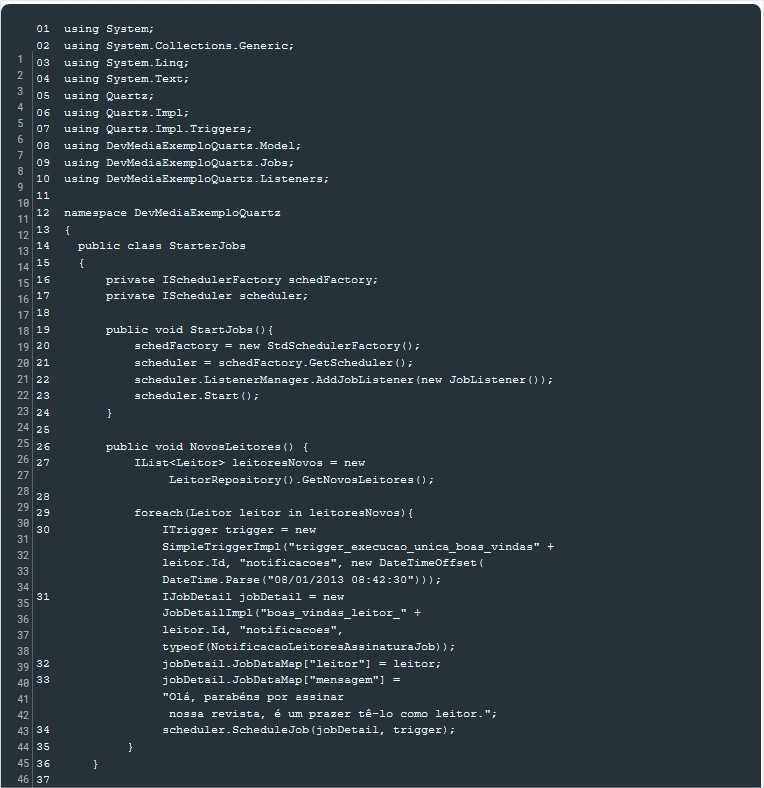 1
2
3
4
5
6
7
8
9
10
11
12
13
14
15
16
17
18
19
20
21
22
23
24
25
26
27
28
29
30
31
32
33
34
35
36
37
38
39
40
41
42
43
44
45
46
01 using System;
02 using System.Collections.Generic;
03 using System.Linq;
04 using System.Text;
05 using Quartz;
06 using Quartz.Impl;
07 using Quartz.Impl.Triggers;
08 using DevMediaExemploQuartz.Model;
09 using DevMediaExemploQuartz.Jobs;
10 using DevMediaExemploQuartz.Listeners;
11
12 namespace DevMediaExemploQuartz
13 {
14   public class StarterJobs
15   {
16       private ISchedulerFactory schedFactory;
17       private IScheduler scheduler;
18
19       public void StartJobs(){
20           schedFactory = new StdSchedulerFactory();
21           scheduler = schedFactory.GetScheduler();
22           scheduler.ListenerManager.AddJobListener(new JobListener());
23           scheduler.Start();
24       }
25
26       public void NovosLeitores() {
27           IList<Leitor> leitoresNovos = new
                LeitorRepository().GetNovosLeitores();
28
29           foreach(Leitor leitor in leitoresNovos){
30               ITrigger trigger = new
                 SimpleTriggerImpl("trigger_execucao_unica_boas_vindas" +
                 leitor.Id, "notificacoes", new DateTimeOffset(
                 DateTime.Parse("08/01/2013 08:42:30")));
31               IJobDetail jobDetail = new
                 JobDetailImpl("boas_vindas_leitor_" +
                 leitor.Id, "notificacoes",
                 typeof(NotificacaoLeitoresAssinaturaJob));
32               jobDetail.JobDataMap["leitor"] = leitor;
33               jobDetail.JobDataMap["mensagem"] =
                 "Olá, parabéns por assinar
                  nossa revista, é um prazer tê-lo como leitor.";
34               scheduler.ScheduleJob(jobDetail, trigger);
35          }
36     }
37